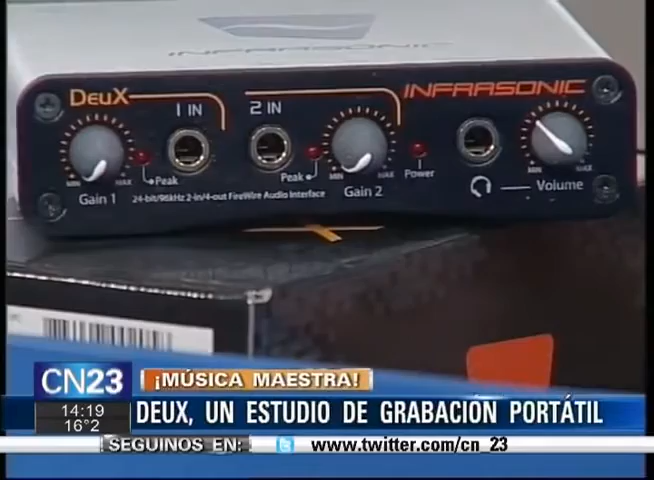 DEUX
INFRASONIC
INFRASONIC
1 IN
2 IN
Peak
Peak
Power
MIN MAX
MIN MAX
MIN MAX
Gain 1
24-bit/96kHz 2-in/4-out FireWire Audio Interface
Gain 2
Volume
CN23
¡MÚSICA MAESTRA!
14:19
16˚2
DEUX, UN ESTUDIO DE GRABACIÓN PORTÁTIL
SEGUINOS EN: www.twitter.com/cn_23